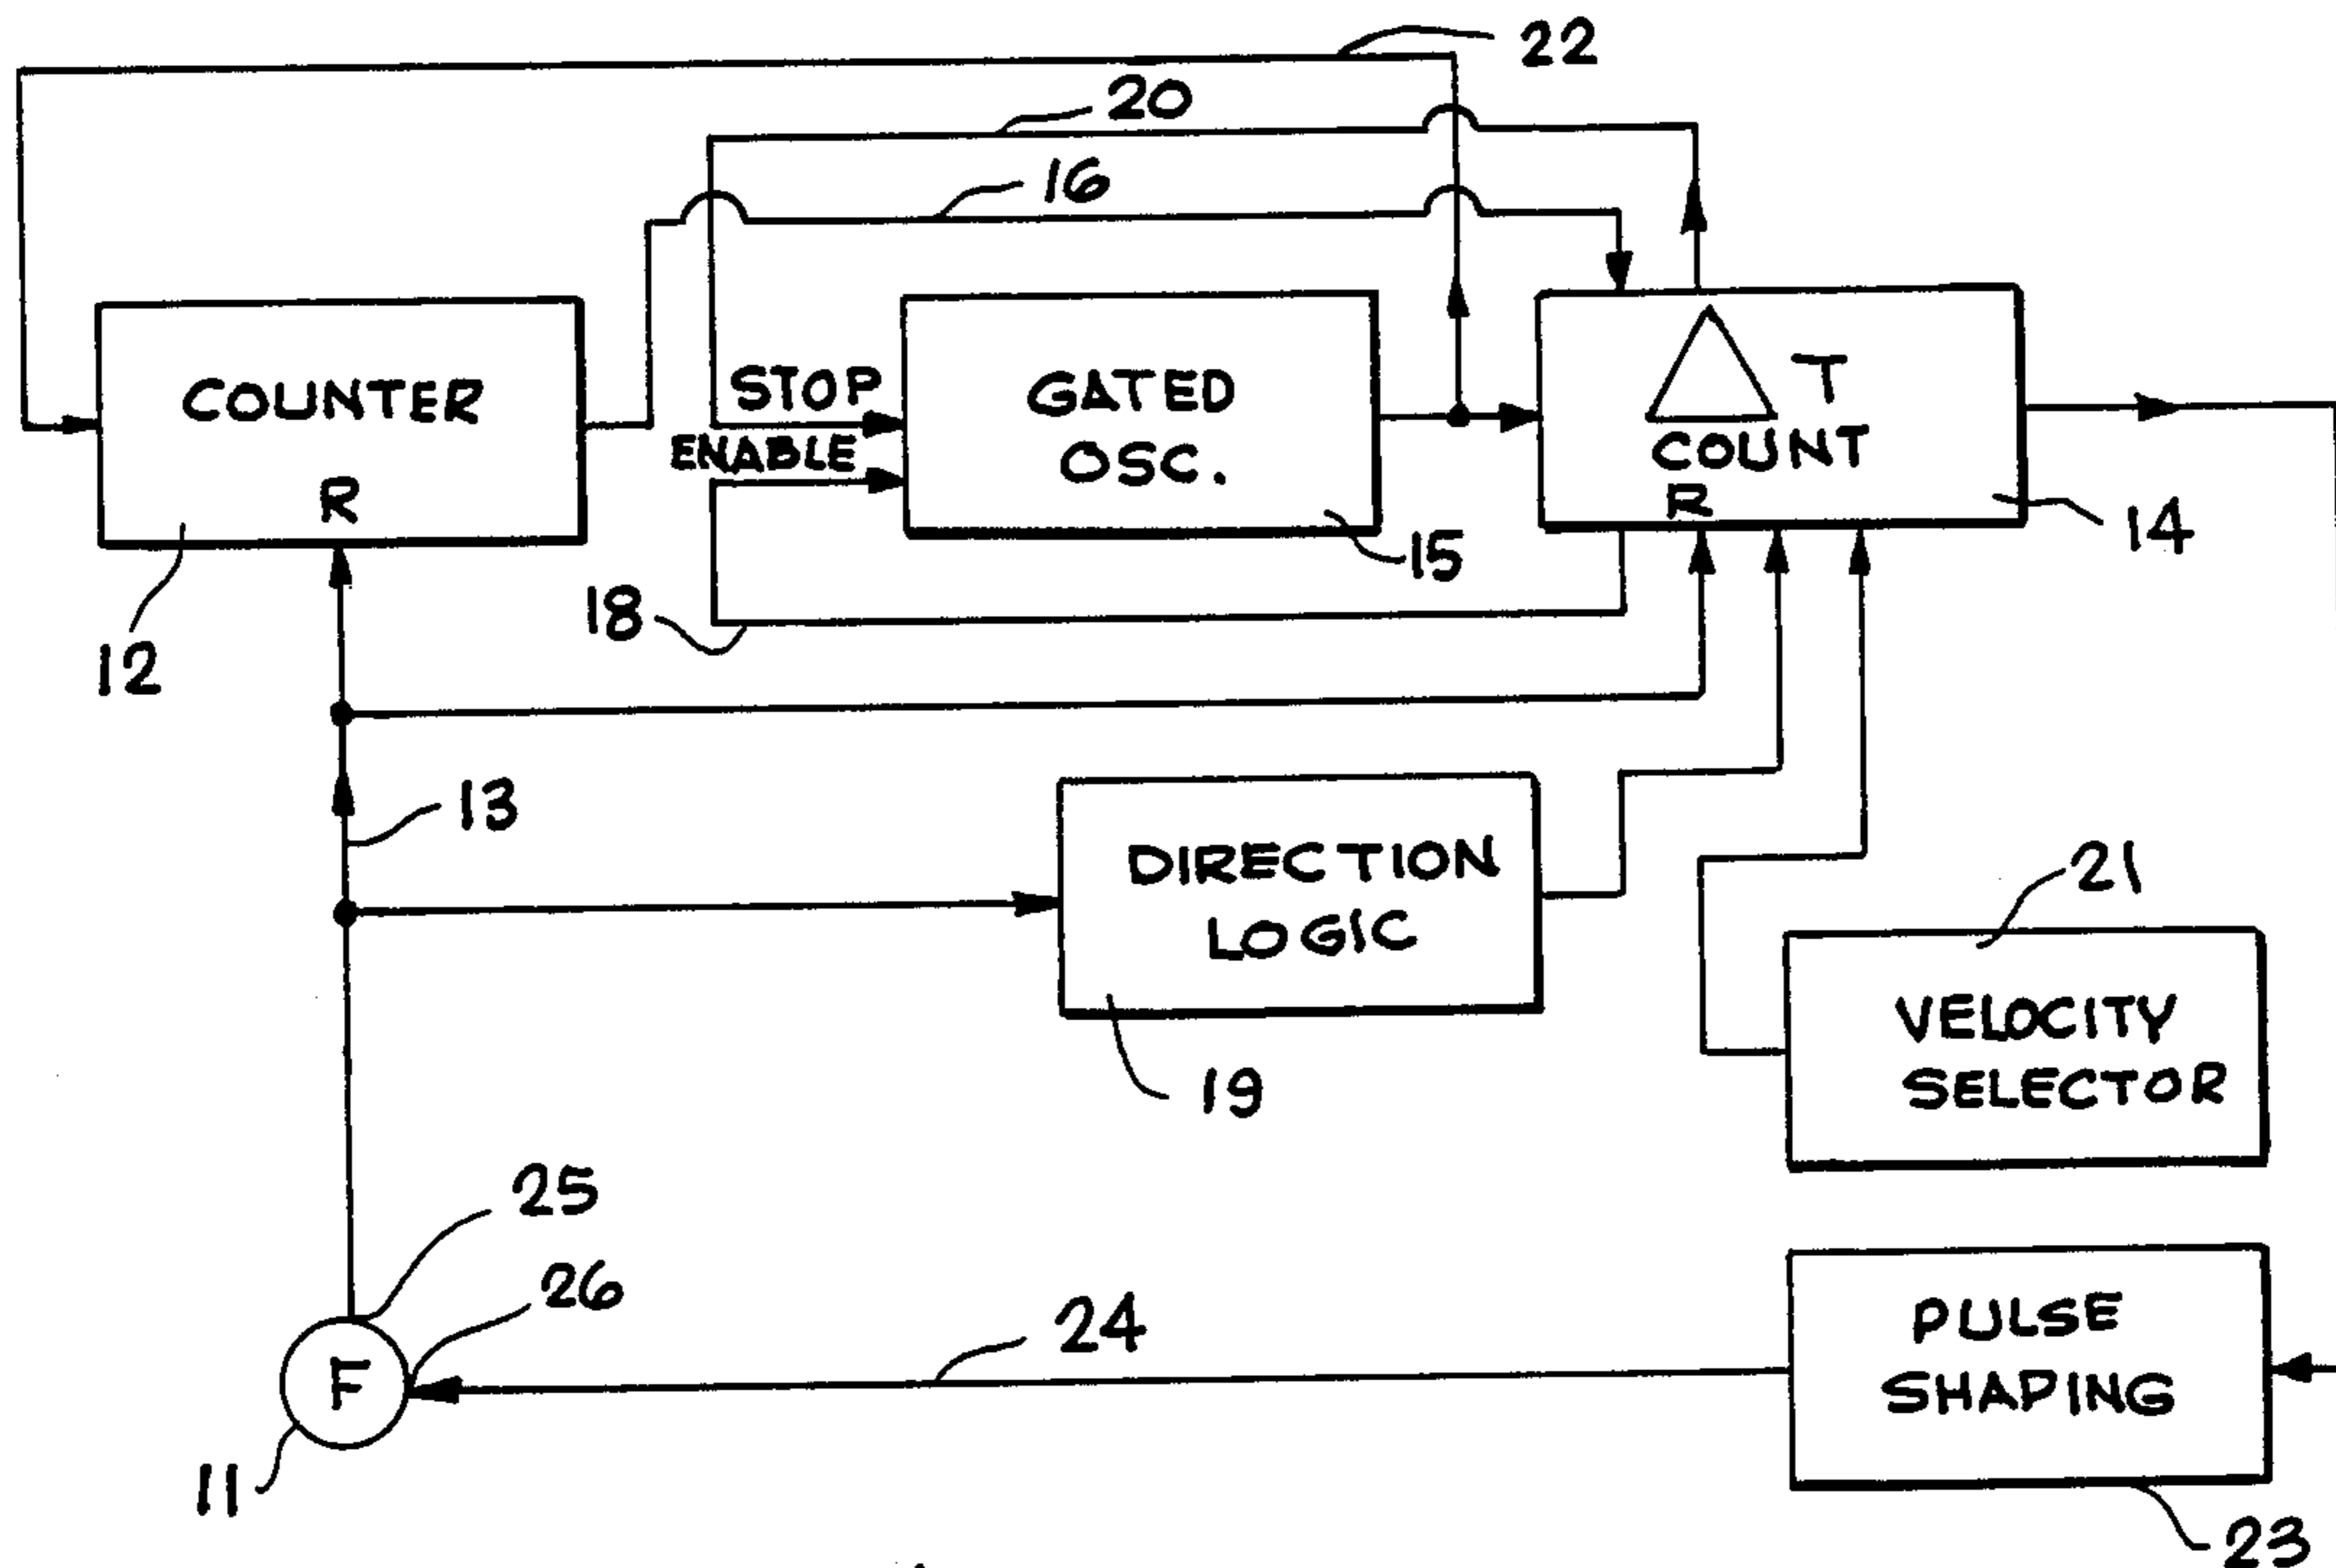 22
20
16
COUNTER
R
12
STOP
ENABLE
GATED
OSC.
15
T
COUNT
R
14
18
13
DIRECTION
LOGIC
19
21
VELOCITY
SELECTOR
25
26
F
11
24
PULSE
SHAPING
23